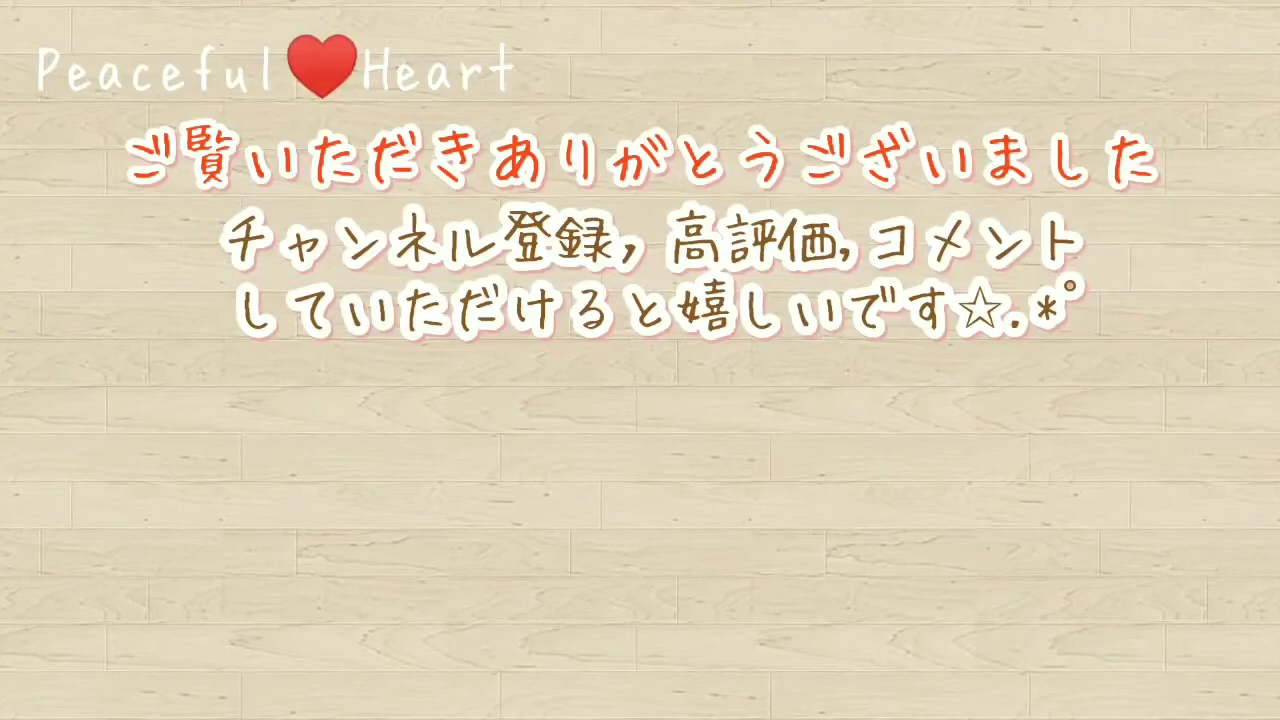 Peaceful♥Heart
ご覧いただきありがとうございました
チャンネル登録, 高評価, コメント
していただけると嬉しいです☆.*ﾟ